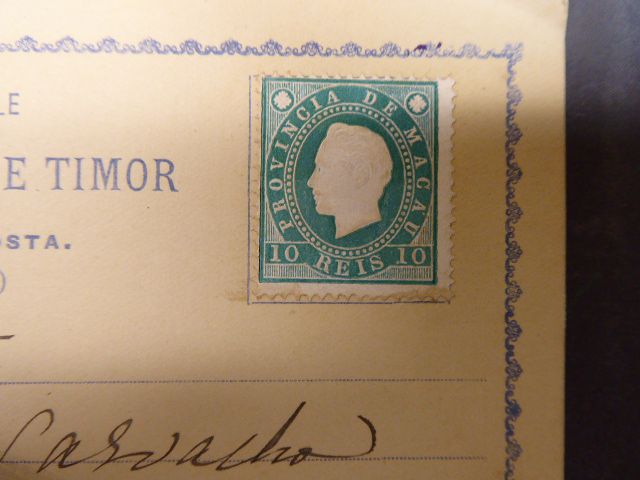 LE
E TIMOR
OSTA.
)
PROVINCIA DE MACAU
10 REIS 10
Carvalho